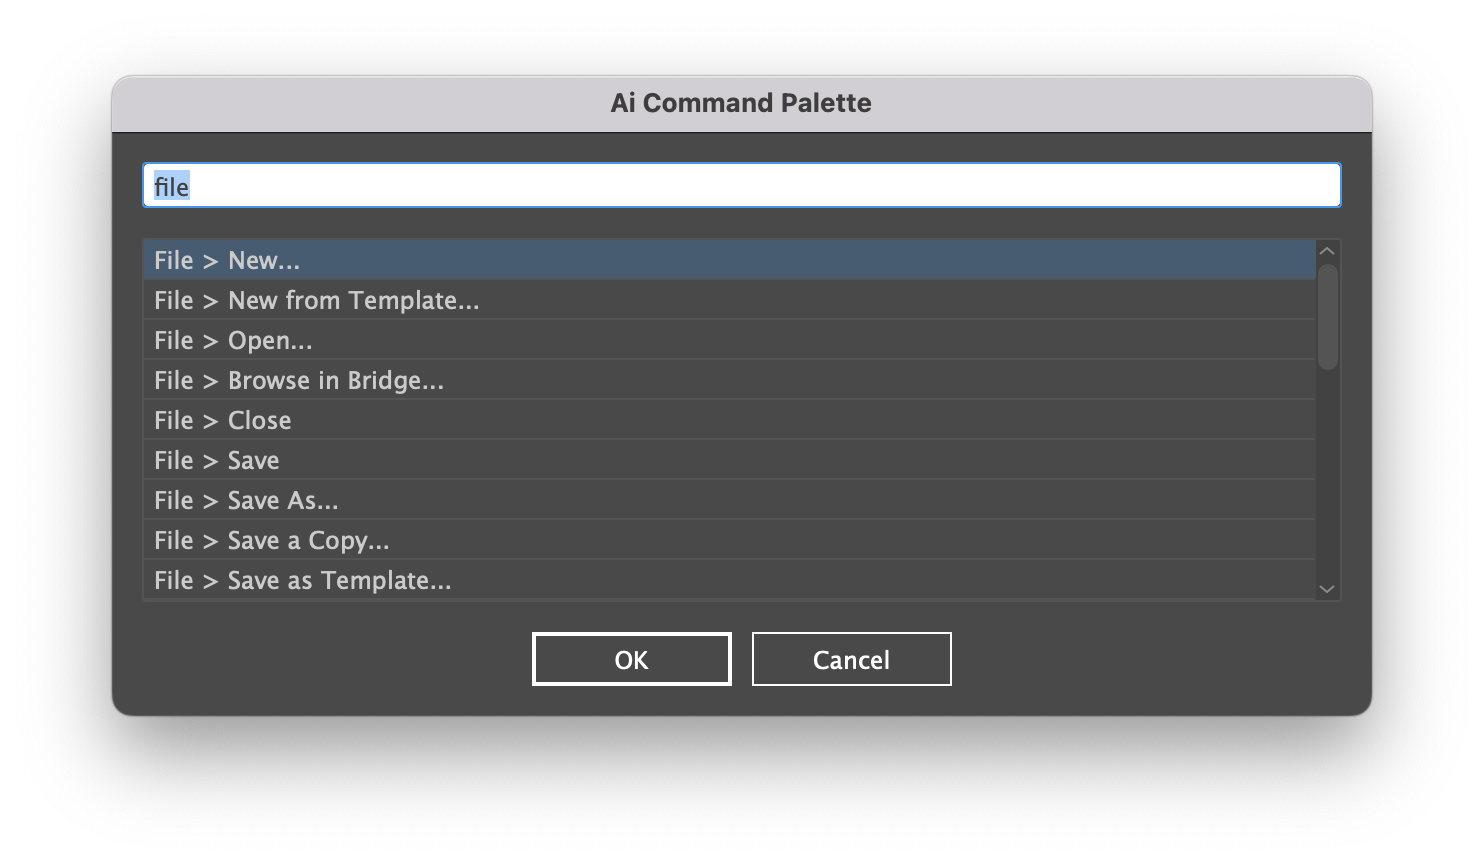 Ai Command Palette
file
File > New...
File > New from Template...
File > Open...
File > Browse in Bridge...
File > Close
File > Save
File > Save As...
File > Save a Copy...
File > Save as Template...
OK Cancel